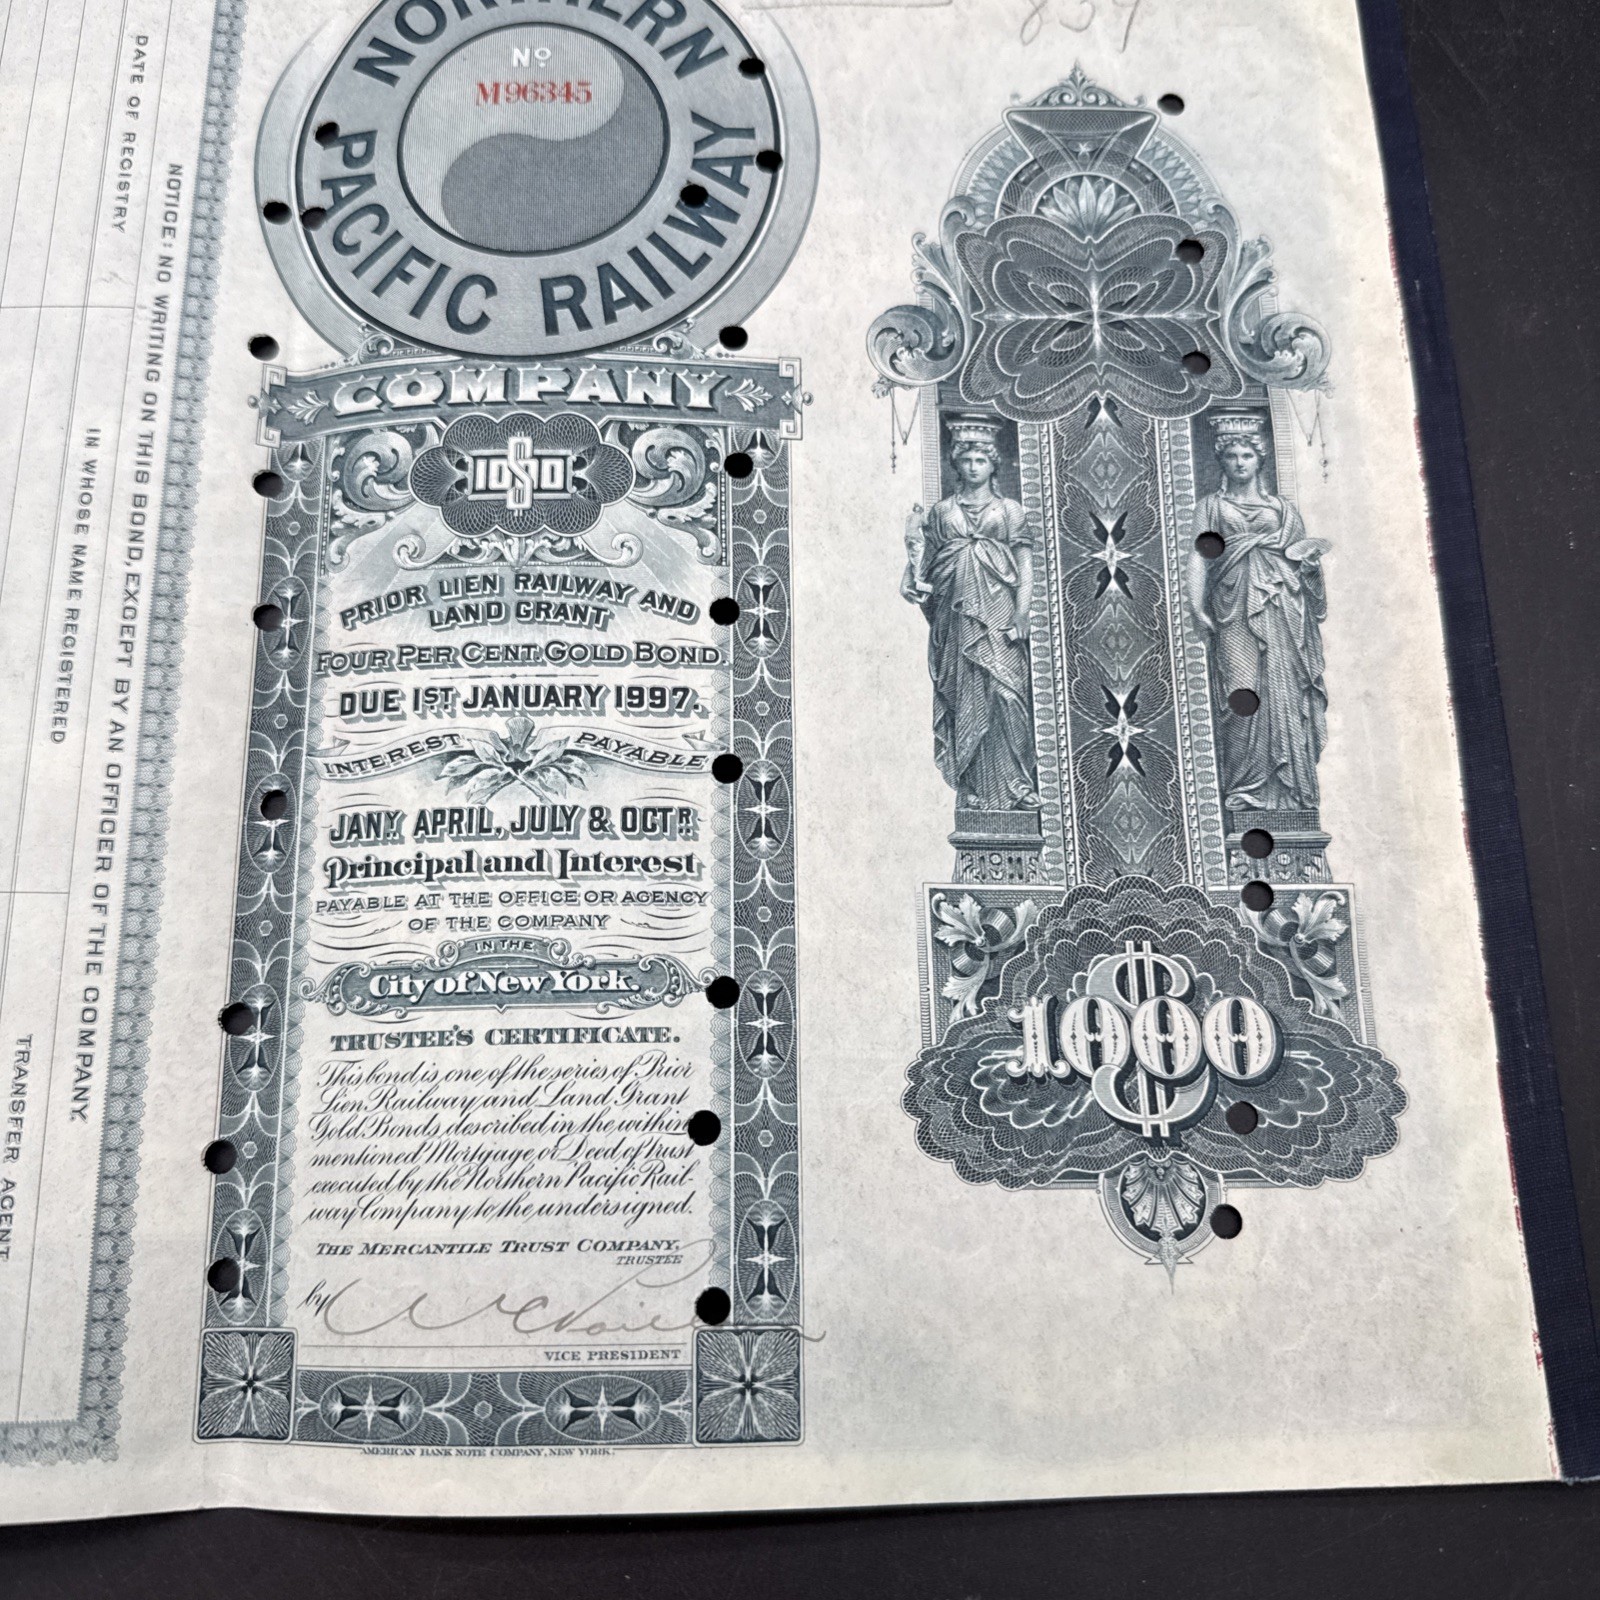 DATE OF REGISTRY
IN WHOSE NAME REGISTERED
TRANSFER AGENT
NOTICE: NO WRITING ON THIS BOND, EXCEPT BY AN OFFICER OF THE COMPANY.
NORTHERN
PACIFIC RAILWAY
No.
M96345
COMPANY
$1000
PRIOR LIEN RAILWAY AND
LAND GRANT
FOUR PER CENT. GOLD BOND.
DUE 1ST JANUARY 1997.
INTEREST PAYABLE
JANY. APRIL, JULY & OCTR.
Principal and Interest
PAYABLE AT THE OFFICE OR AGENCY
OF THE COMPANY
IN THE
City of New York.
TRUSTEE'S CERTIFICATE.
This bond is one of the series of Prior
Lien Railway and Land Grant
Gold Bonds described in the within
mentioned Mortgage or Deed of trust
executed by the Northern Pacific Rail-
way Company to the undersigned.
THE MERCANTILE TRUST COMPANY,
TRUSTEE
by
VICE PRESIDENT
AMERICAN BANK NOTE COMPANY, NEW YORK.
839
$1000